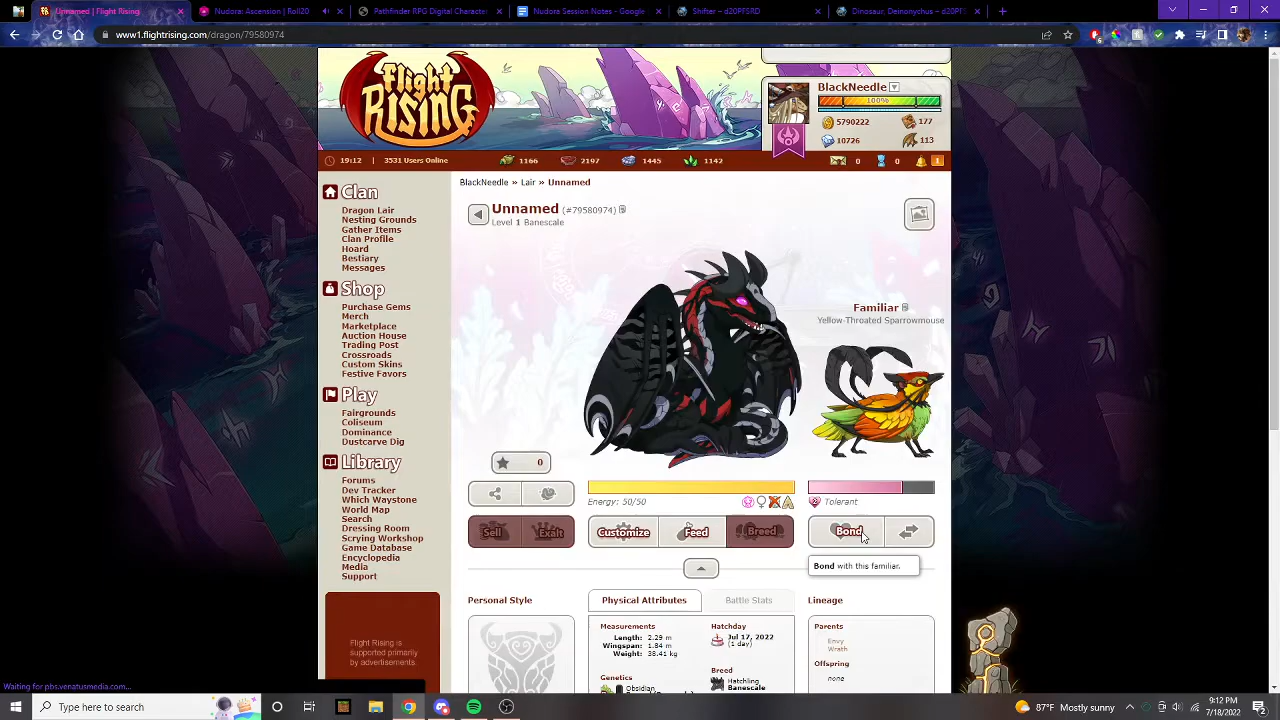 Unnamed | Flight Rising
Nudora: Ascension | Roll20
Pathfinder RPG Digital Character
Nudora Session Notes - Google
Shifter – d20PFSRD
Dinosaur, Deinonychus – d20PF
www1.flightrising.com/dragon/79580974
Flight RISING
BlackNeedle
100%
5790222
177
10726
113
19:12 | 3531 Users Online
1166
2197
1445
1142
0
0
1
Clan
Dragon Lair
Nesting Grounds
Gather Items
Clan Profile
Hoard
Bestiary
Messages
Shop
Purchase Gems
Merch
Marketplace
Auction House
Trading Post
Crossroads
Custom Skins
Festive Favors
Play
Fairgrounds
Coliseum
Dominance
Dustcarve Dig
Library
Forums
Dev Tracker
Which Waystone
World Map
Search
Dressing Room
Scrying Workshop
Game Database
Encyclopedia
Media
Support
Flight Rising is
supported primarily
by advertisements.
BlackNeedle » Lair » Unnamed
Unnamed (#79580974)
Level 1 Banescale
Familiar
Yellow-Throated Sparrowmouse
0
Energy: 50/50
Tolerant
Sell
Exalt
Customize
Feed
Breed
Bond
Bond with this familiar.
Personal Style
Physical Attributes
Battle Stats
Lineage
Measurements
Length: 2.29 m
Wingspan: 1.84 m
Weight: 38.41 kg
Genetics
Obsidian
Hatchday
Jul 17, 2022
(1 day)
Breed
Hatchling
Banescale
Parents
Envy
Wrath
Offspring
none
Waiting for pbs.venatusmedia.com...
Type here to search
87°F Mostly sunny
9:12 PM
7/18/2022